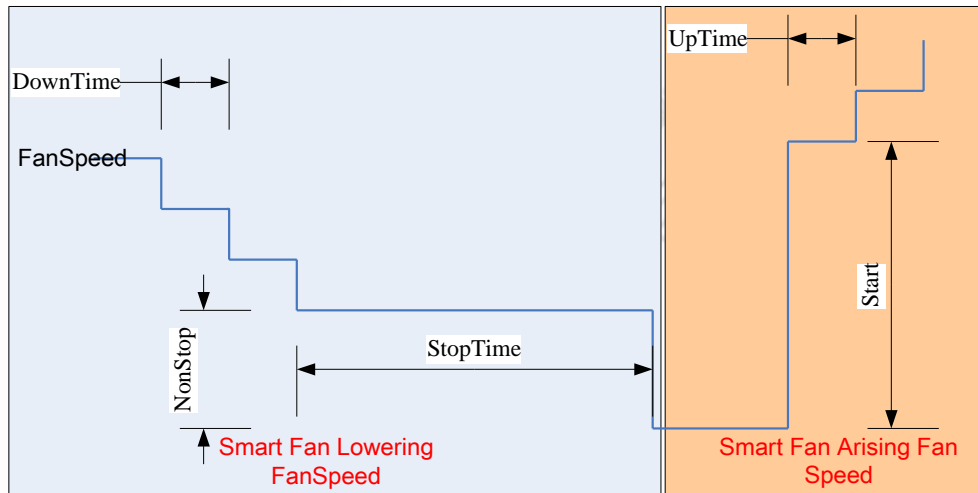 DownTime
FanSpeed
NonStop
StopTime
Smart Fan Lowering
FanSpeed
UpTime
Start
Smart Fan Arising Fan
Speed